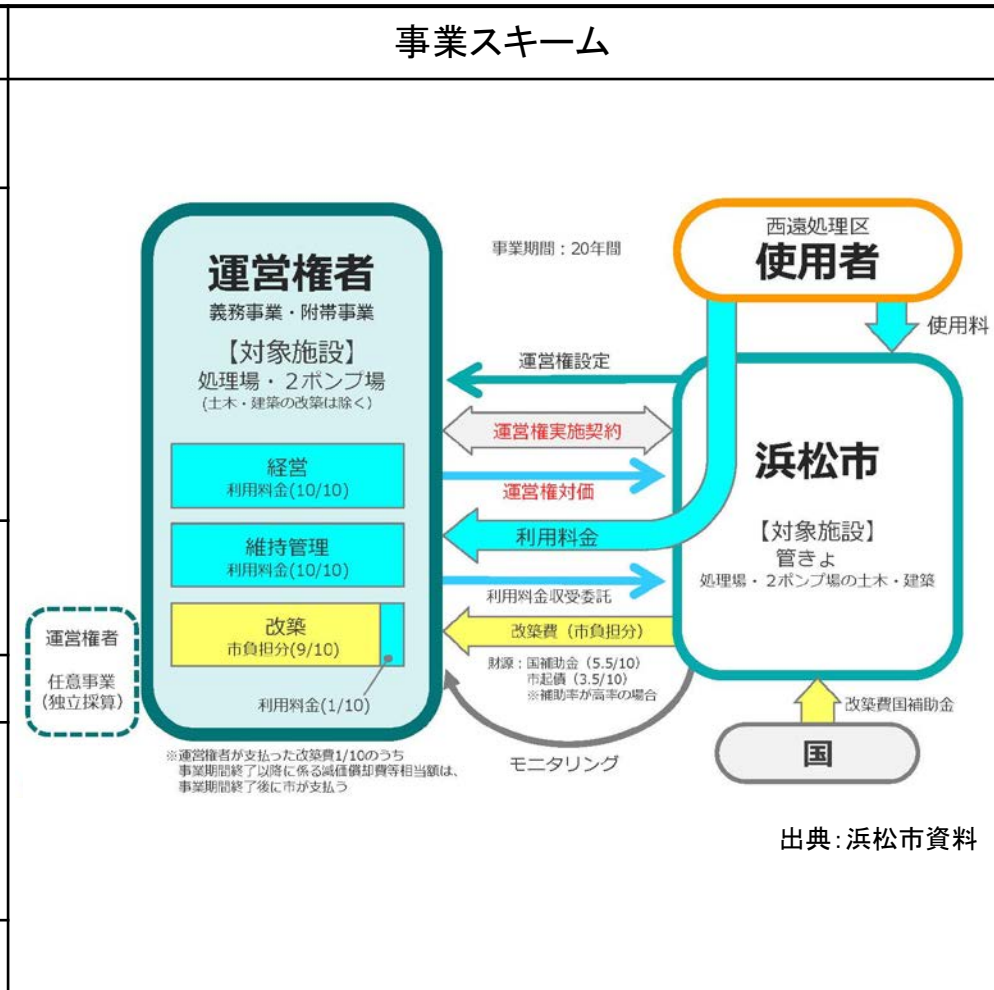 事業スキーム
運営権者
義務事業・附帯事業
【対象施設】
処理場・2ポンプ場
(土木・建築の改築は除く)
経営
利用料金(10/10)
維持管理
利用料金(10/10)
改築
市負担分(9/10)
利用料金(1/10)
※運営権者が支払った改築費1/10のうち
事業期間終了以降に係る減価償却費等相当額は、
事業期間終了後に市が支払う
運営権者
任意事業
(独立採算)
事業期間：20年間
運営権設定
運営権実施契約
運営権対価
利用料金
利用料金収受委託
改築費（市負担分）
財源：国補助金（5.5/10）
市起債（3.5/10）
※補助率が高率の場合
モニタリング
西遠処理区
使用者
使用料
浜松市
【対象施設】
管きょ
処理場・2ポンプ場の土木・建築
改築費国補助金
国
出典：浜松市資料